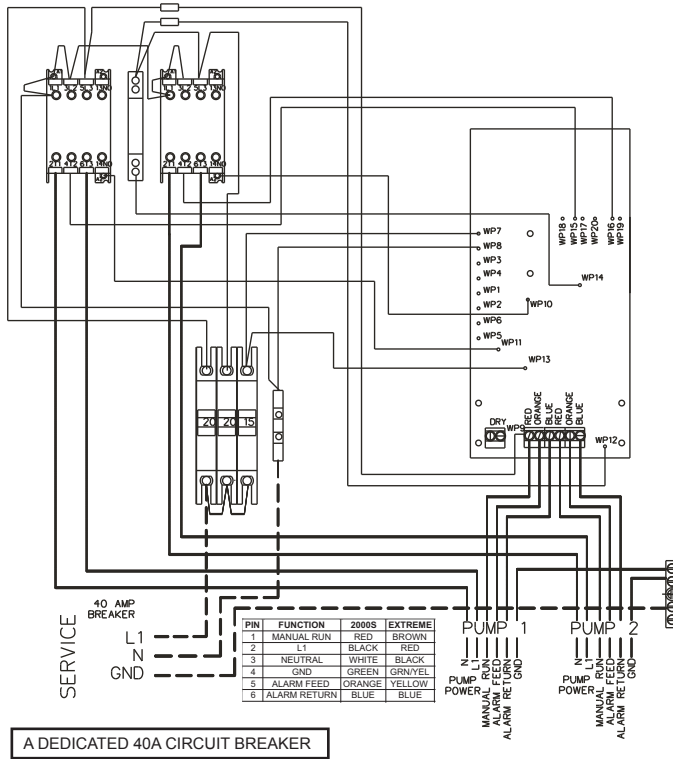 1L1 3L2 5L3 13NO
1L1 3L2 5L3 13NO
2T1 4T2 6T3 14NO
2T1 4T2 6T3 14NO
WP18
WP15
WP17
WP20
WP16
WP19
WP7
WP8
WP3
WP4
WP1
WP2
WP6
WP5
WP14
WP10
WP11
WP13
20 20 15
RED
ORANGE
BLUE
RED
ORANGE
BLUE
DRY
WP9
WP12
SERVICE
40 AMP
BREAKER
L1
N
GND
PIN FUNCTION 2000S EXTREME
1 MANUAL RUN RED BROWN
2 L1 BLACK RED
3 NEUTRAL WHITE BLACK
4 GND GREEN GRN/YEL
5 ALARM FEED ORANGE YELLOW
6 ALARM RETURN BLUE BLUE
PUMP 1
N
L1
PUMP
POWER
MANUAL RUN
ALARM FEED
ALARM RETURN
GND
PUMP 2
N
L1
PUMP
POWER
MANUAL RUN
ALARM FEED
ALARM RETURN
GND
A DEDICATED 40A CIRCUIT BREAKER